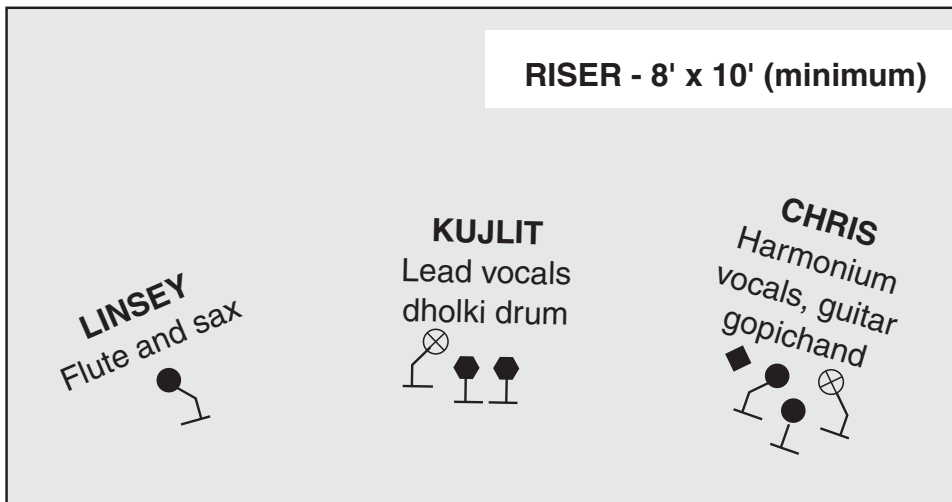 RISER - 8' x 10' (minimum)
LINSEY
Flute and sax
KUJLIT
Lead vocals
dholki drum
CHRIS
Harmonium
vocals, guitar
gopichand